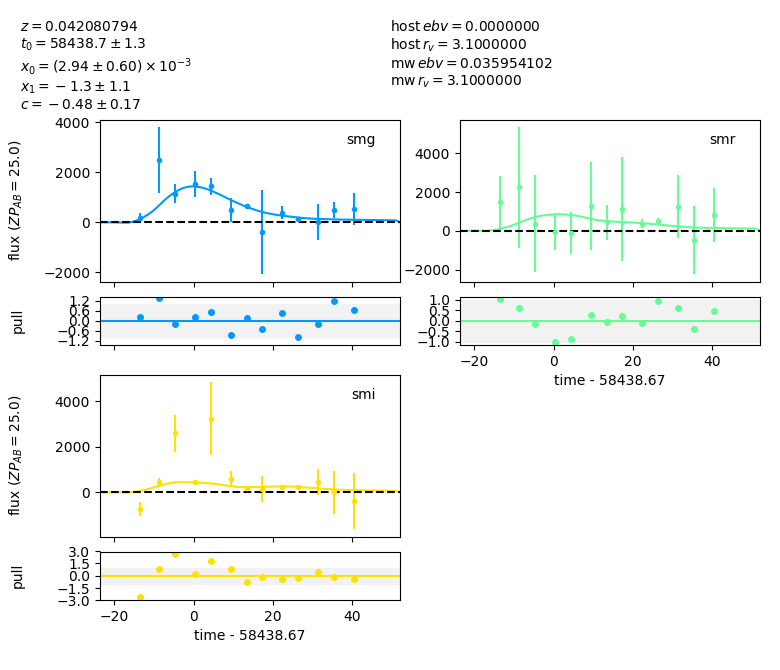 z = 0.042080794
t₀ = 58438.7 ± 1.3
x₀ = (2.94 ± 0.60) × 10⁻³
x₁ = −1.3 ± 1.1
c = −0.48 ± 0.17
host ebv = 0.0000000
host r_v = 3.1000000
mw ebv = 0.035954102
mw r_v = 3.1000000
smg
flux (ZP_AB = 25.0)
4000
2000
0
−2000
smr
4000
2000
0
−2000
pull
1.2
0.6
0.0
−0.6
−1.2
1.0
0.5
0.0
−0.5
−1.0
−20 0 20 40
time - 58438.67
smi
flux (ZP_AB = 25.0)
4000
2000
0
pull
3.0
1.5
0.0
−1.5
−3.0
−20 0 20 40
time - 58438.67